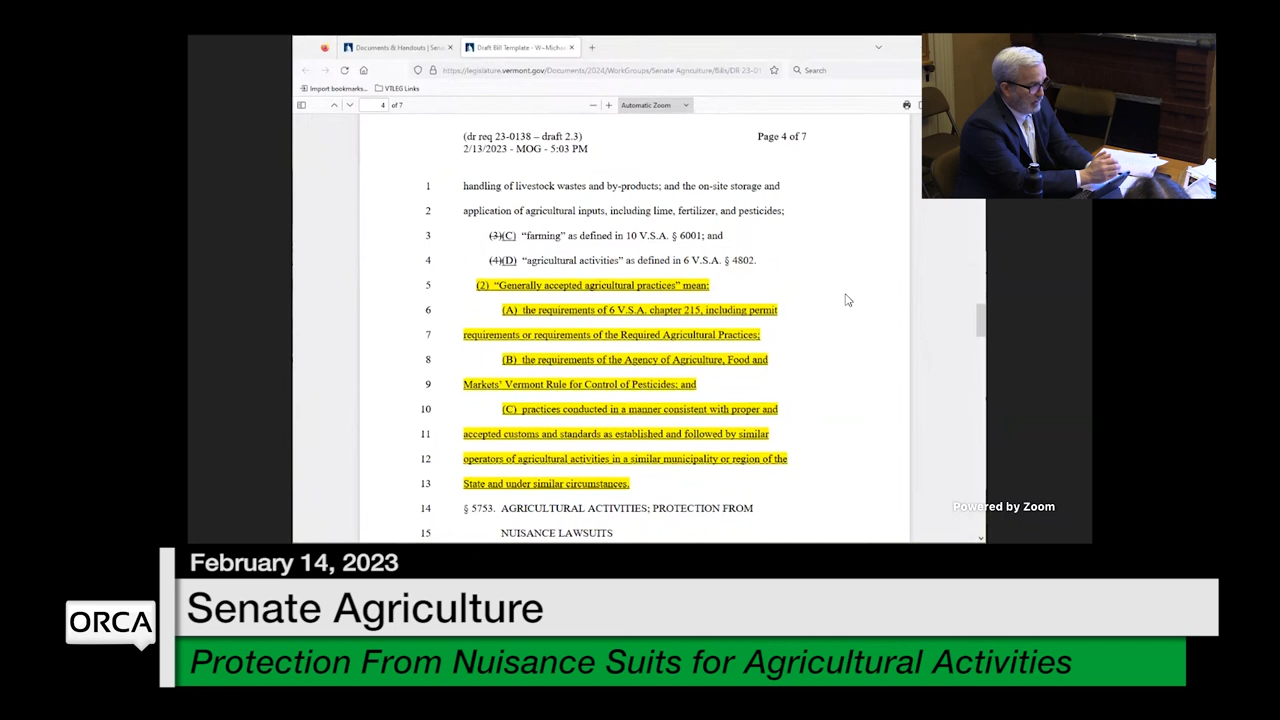 Documents & Handouts | Sena
Draft Bill Template - W~Micha
https://legislature.vermont.gov/Documents/2024/WorkGroups/Senate Agriculture/Bills/DR 23-01
Search
Import bookmarks...
VTLEG Links
4 of 7
Automatic Zoom
(dr req 23-0138 – draft 2.3)
Page 4 of 7
2/13/2023 - MOG - 5:03 PM
1 handling of livestock wastes and by-products; and the on-site storage and
2 application of agricultural inputs, including lime, fertilizer, and pesticides;
3 (3)(C) “farming” as defined in 10 V.S.A. § 6001; and
4 (4)(D) “agricultural activities” as defined in 6 V.S.A. § 4802.
5 (2) “Generally accepted agricultural practices” mean:
6 (A) the requirements of 6 V.S.A. chapter 215, including permit
7 requirements or requirements of the Required Agricultural Practices;
8 (B) the requirements of the Agency of Agriculture, Food and
9 Markets’ Vermont Rule for Control of Pesticides; and
10 (C) practices conducted in a manner consistent with proper and
11 accepted customs and standards as established and followed by similar
12 operators of agricultural activities in a similar municipality or region of the
13 State and under similar circumstances.
14 § 5753. AGRICULTURAL ACTIVITIES; PROTECTION FROM
15 NUISANCE LAWSUITS
Powered by Zoom
February 14, 2023
ORCA
Senate Agriculture
Protection From Nuisance Suits for Agricultural Activities